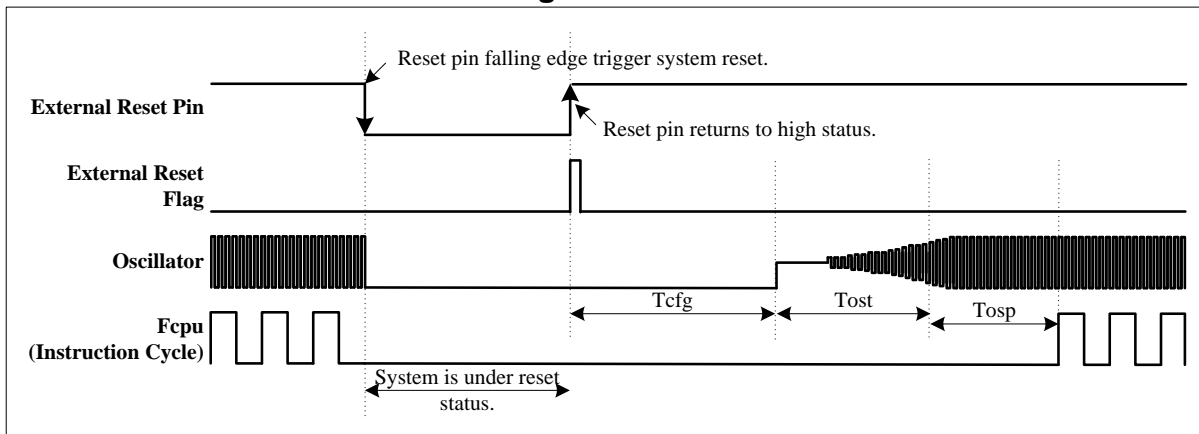 Reset pin falling edge trigger system reset.
External Reset Pin
Reset pin returns to high status.
External Reset
Flag
Oscillator
Tcfg
Tost
Tosp
Fcpu
(Instruction Cycle)
System is under reset
status.